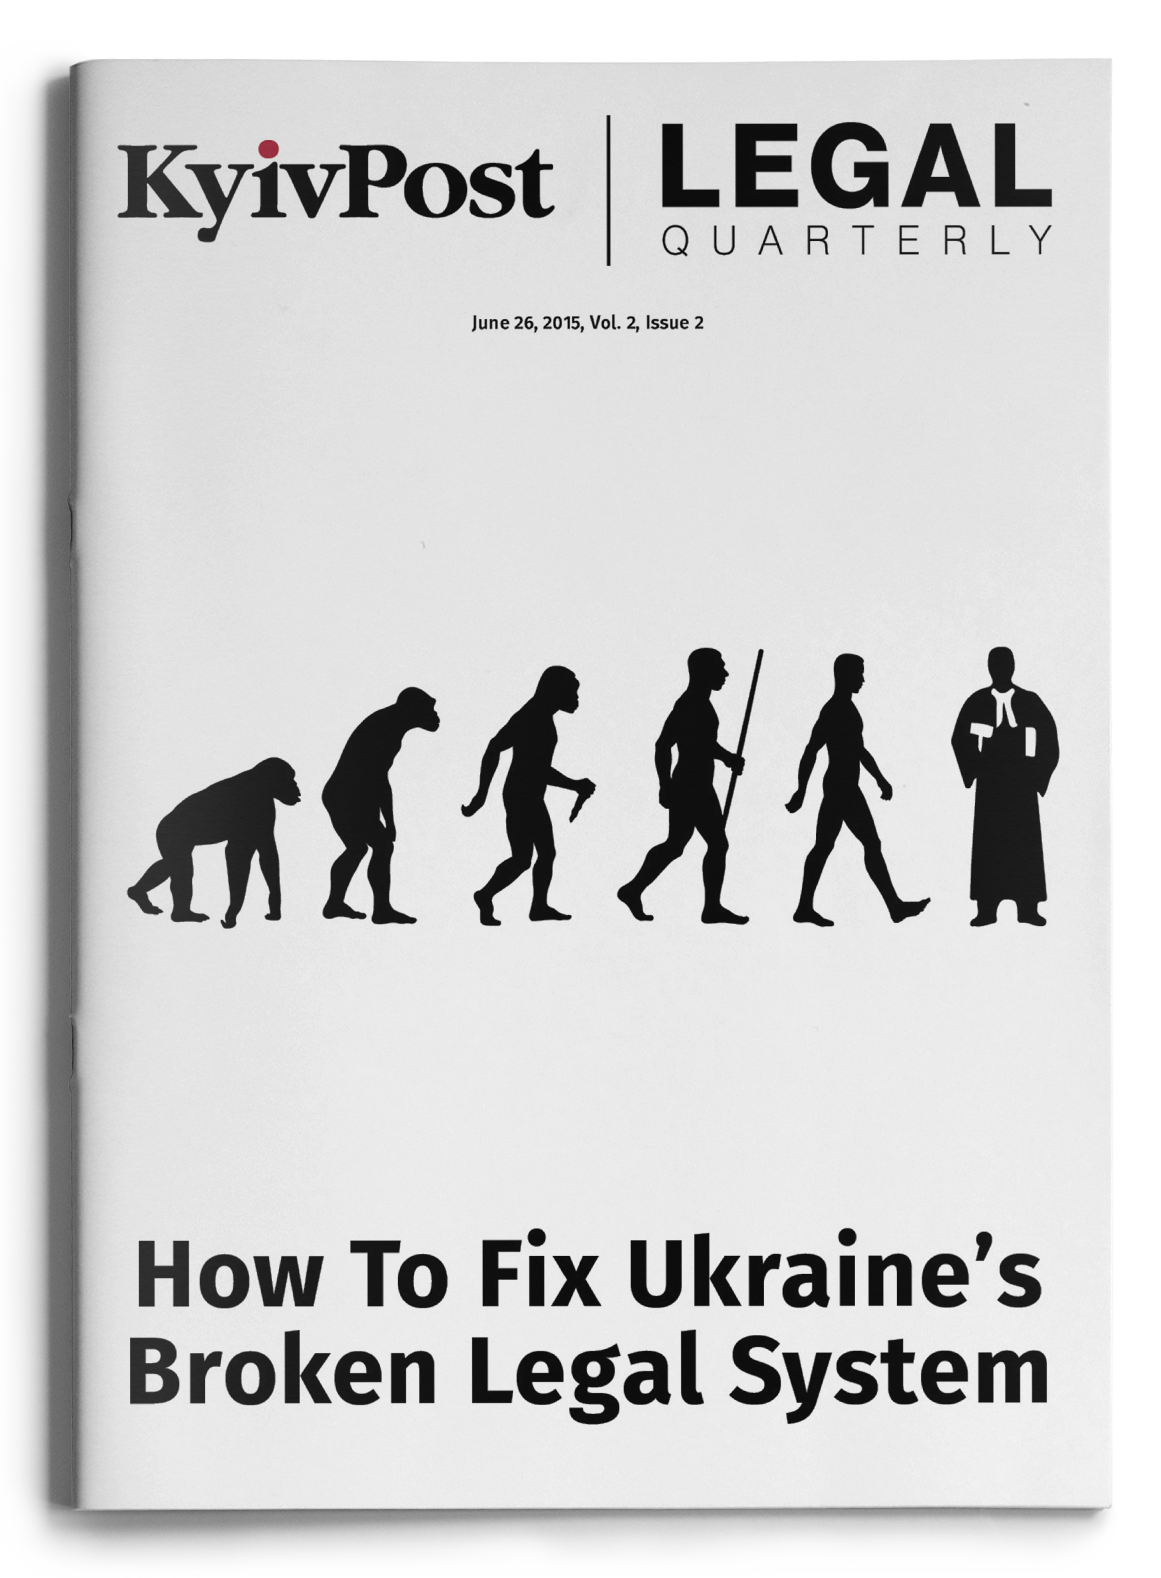 KyivPost
LEGAL
QUARTERLY
June 26, 2015, Vol. 2, Issue 2
How To Fix Ukraine’s
Broken Legal System